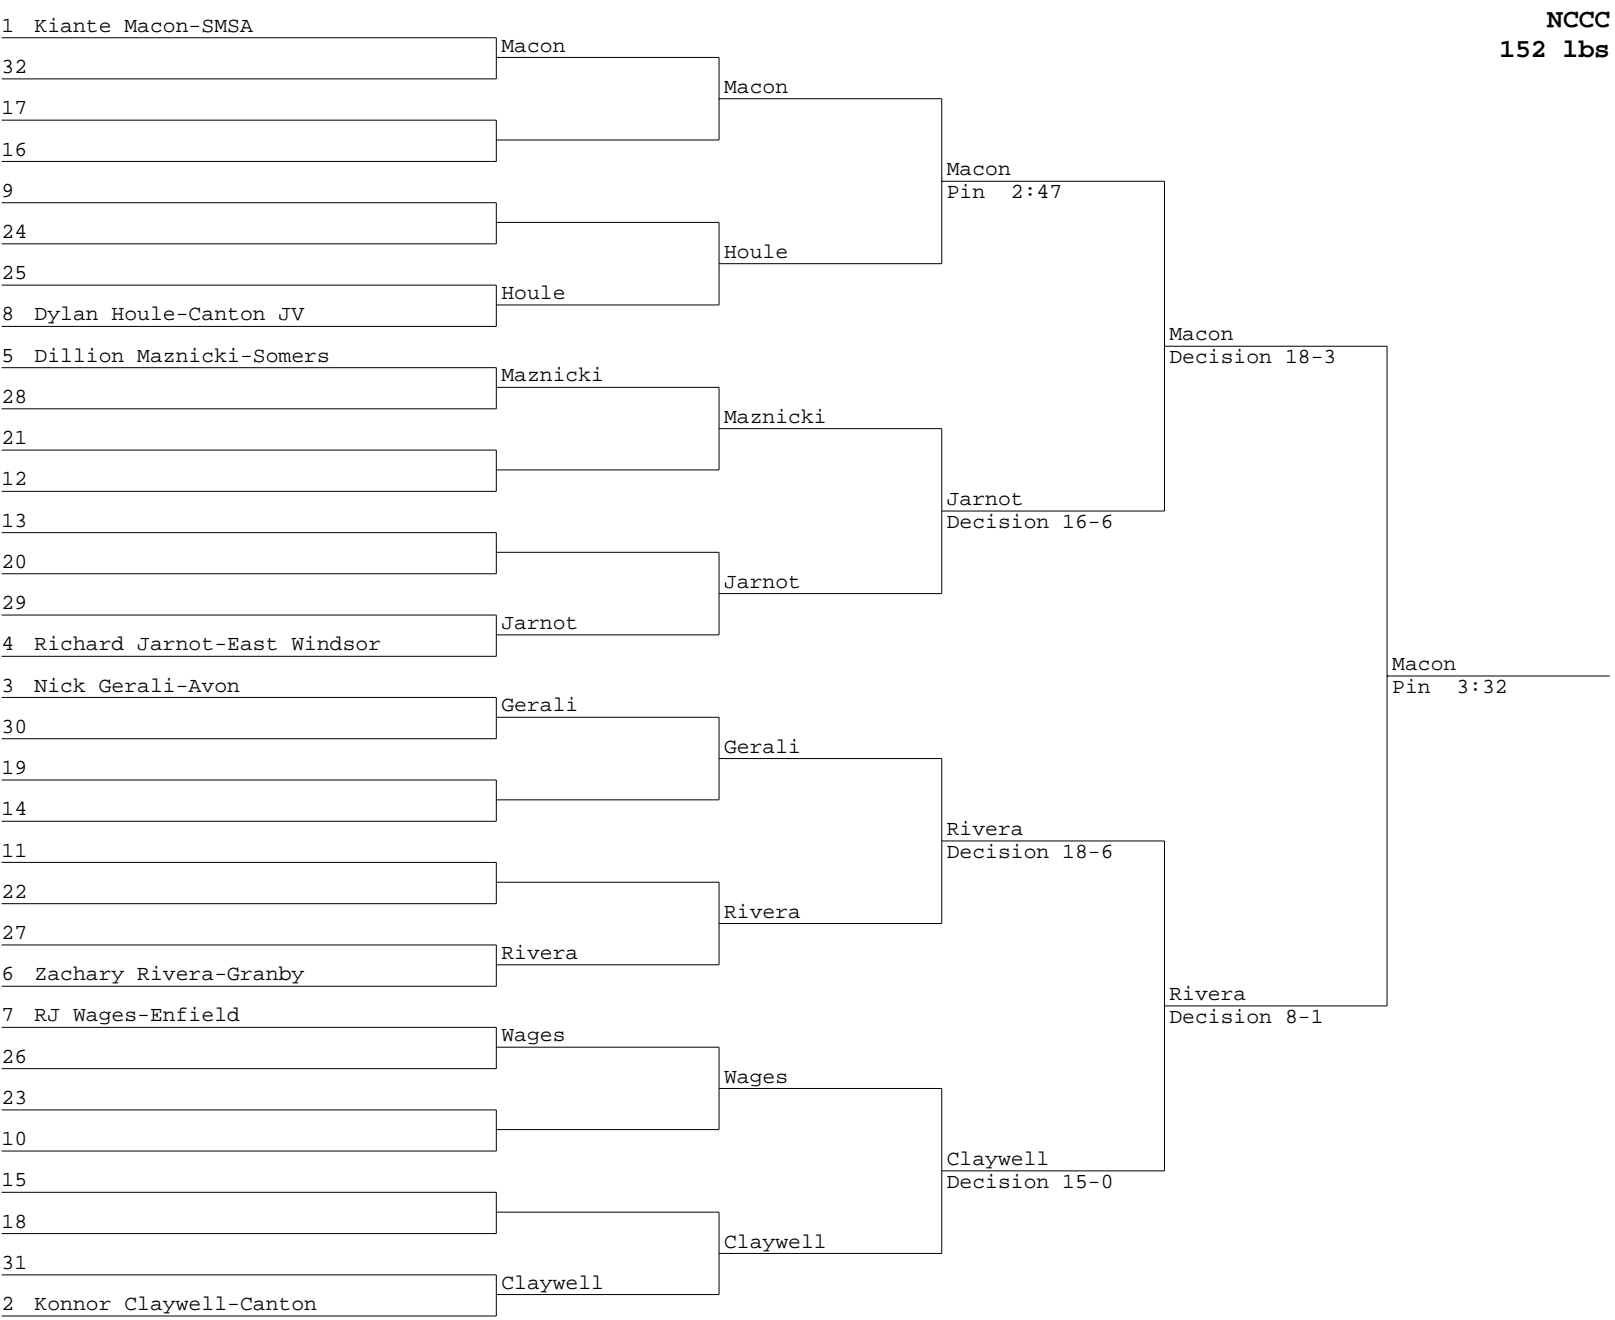 NCCC
152 lbs
1 Kiante Macon-SMSA
Macon
32
Macon
17
16
Macon
Pin 2:47
9
24
Houle
25
Houle
8 Dylan Houle-Canton JV
Macon
Decision 18-3
5 Dillion Maznicki-Somers
Maznicki
28
Maznicki
21
12
Jarnot
Decision 16-6
13
20
Jarnot
29
Jarnot
4 Richard Jarnot-East Windsor
Macon
Pin 3:32
3 Nick Gerali-Avon
Gerali
30
Gerali
19
14
Rivera
Decision 18-6
11
22
Rivera
27
Rivera
6 Zachary Rivera-Granby
Rivera
Decision 8-1
7 RJ Wages-Enfield
Wages
26
Wages
23
10
Claywell
Decision 15-0
15
18
Claywell
31
Claywell
2 Konnor Claywell-Canton